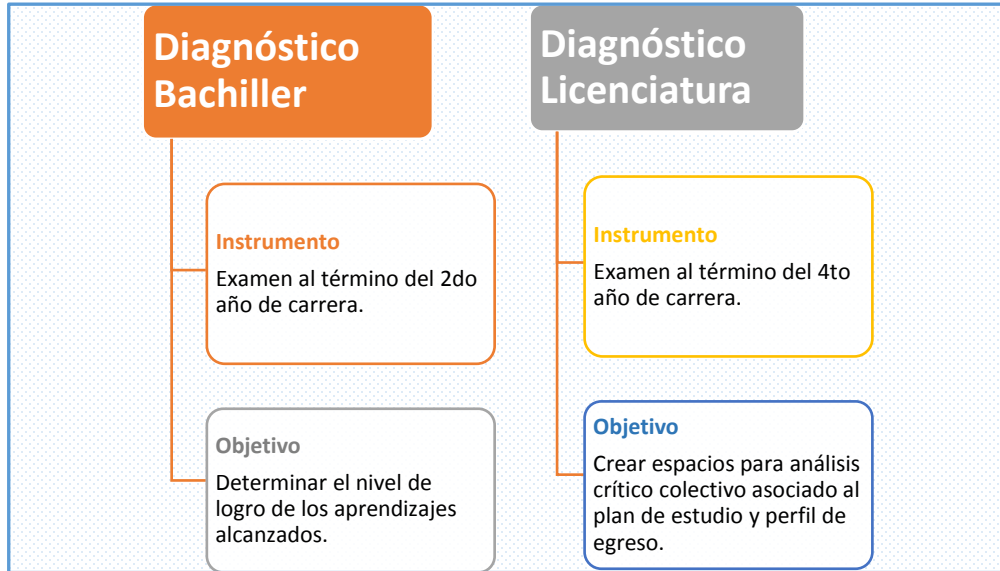 Diagnóstico
Bachiller
Instrumento
Examen al término del 2do
año de carrera.
Objetivo
Determinar el nivel de
logro de los aprendizajes
alcanzados.
Diagnóstico
Licenciatura
Instrumento
Examen al término del 4to
año de carrera.
Objetivo
Crear espacios para análisis
crítico colectivo asociado al
plan de estudio y perfil de
egreso.